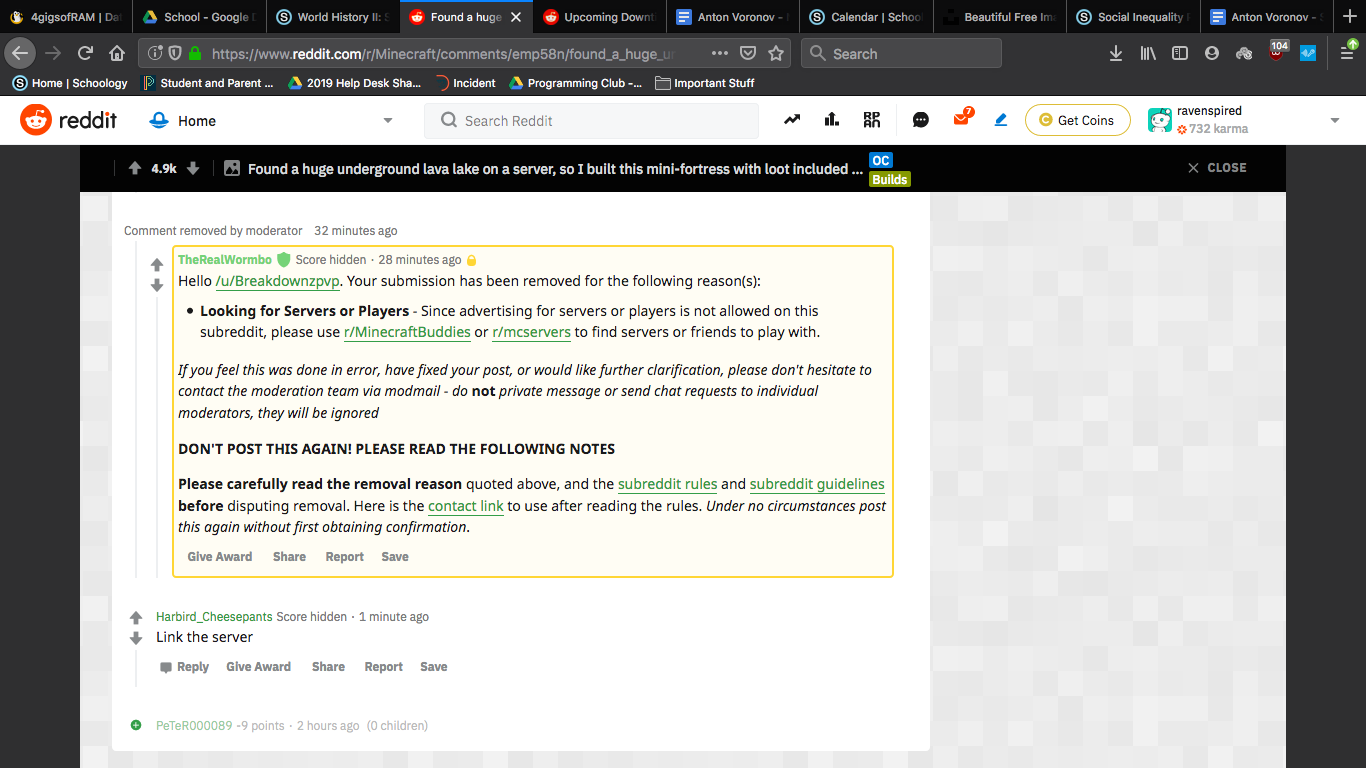 4gigsofRAM | Dat
School - Google D
World History II: S
Found a huge
Upcoming Downt
Anton Voronov - I
Calendar | School
Beautiful Free Im
Social Inequality
Anton Voronov - S
https://www.reddit.com/r/Minecraft/comments/emp58n/found_a_huge_u
Search
104
Home | Schoology
Student and Parent ...
2019 Help Desk Sha...
Incident
Programming Club –...
Important Stuff
reddit
Home
Search Reddit
7
Get Coins
ravenspired
732 karma
4.9k
Found a huge underground lava lake on a server, so I built this mini-fortress with loot included ...
OC
Builds
CLOSE
Comment removed by moderator 32 minutes ago
TheRealWormbo Score hidden · 28 minutes ago
Hello /u/Breakdownzpvp. Your submission has been removed for the following reason(s):
• Looking for Servers or Players - Since advertising for servers or players is not allowed on this
subreddit, please use r/MinecraftBuddies or r/mcservers to find servers or friends to play with.
If you feel this was done in error, have fixed your post, or would like further clarification, please don't hesitate to
contact the moderation team via modmail - do not private message or send chat requests to individual
moderators, they will be ignored
DON'T POST THIS AGAIN! PLEASE READ THE FOLLOWING NOTES
Please carefully read the removal reason quoted above, and the subreddit rules and subreddit guidelines
before disputing removal. Here is the contact link to use after reading the rules. Under no circumstances post
this again without first obtaining confirmation.
Give Award Share Report Save
Harbird_Cheesepants Score hidden · 1 minute ago
Link the server
Reply Give Award Share Report Save
PeTeR000089 -9 points · 2 hours ago (0 children)